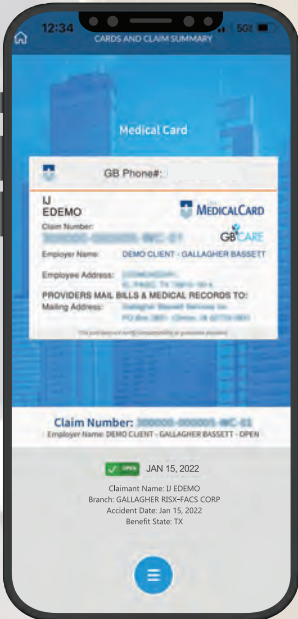 12:34 5GE
CARDS AND CLAIM SUMMARY
Medical Card
GB Phone#:
IJ
EDEMO
MEDICALCARD
Claim Number:
GBCARE
Employer Name: DEMO CLIENT - GALLAGHER BASSETT
Employee Address:
PROVIDERS MAIL BILLS & MEDICAL RECORDS TO:
Mailing Address:
Claim Number:
Employer Name: DEMO CLIENT - GALLAGHER BASSETT - OPEN
OPEN JAN 15, 2022
Claimant Name: IJ EDEMO
Branch: GALLAGHER RISX-FACS CORP
Accident Date: Jan 15, 2022
Benefit State: TX